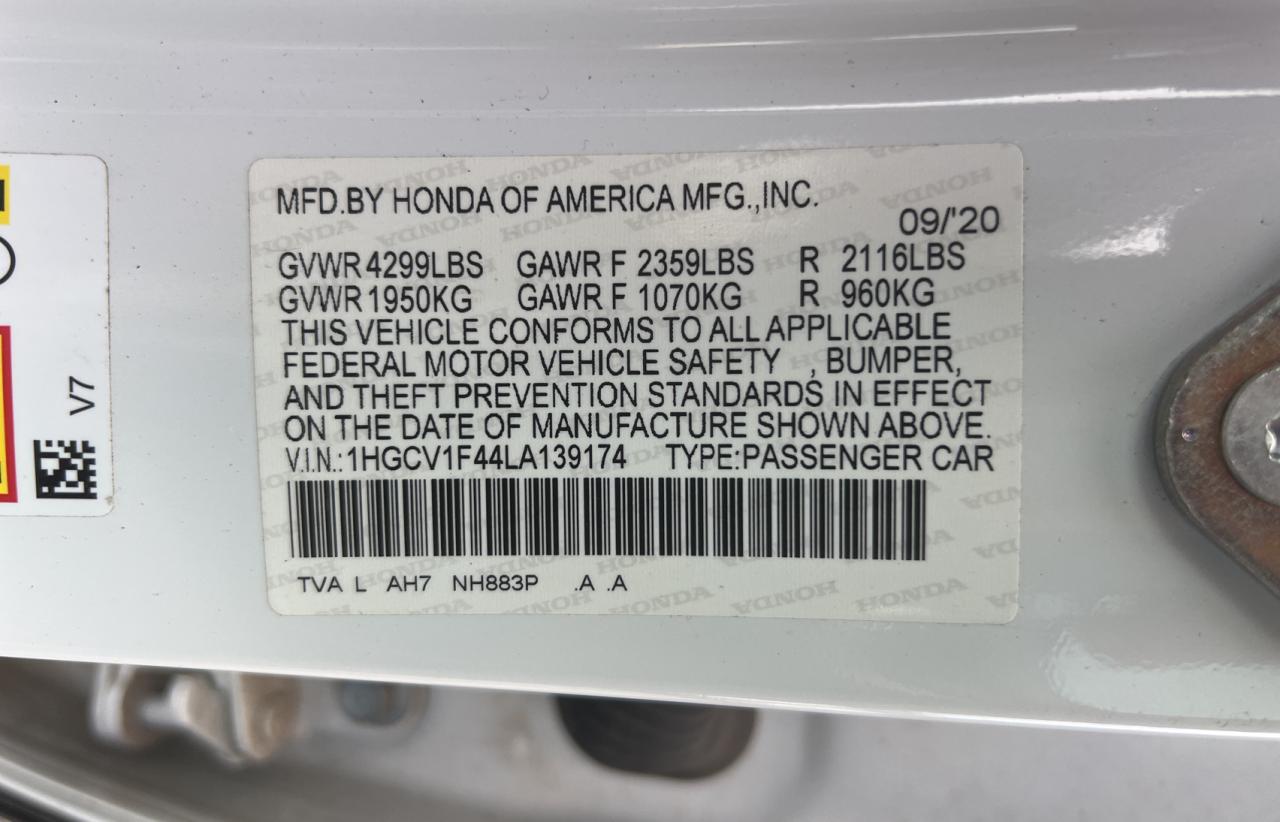 MFD.BY HONDA OF AMERICA MFG.,INC.
09/'20
GVWR 4299LBS GAWR F 2359LBS R 2116LBS
GVWR 1950KG GAWR F 1070KG R 960KG
THIS VEHICLE CONFORMS TO ALL APPLICABLE
FEDERAL MOTOR VEHICLE SAFETY , BUMPER,
AND THEFT PREVENTION STANDARDS IN EFFECT
ON THE DATE OF MANUFACTURE SHOWN ABOVE.
V.I.N.:1HGCV1F44LA139174 TYPE:PASSENGER CAR
TVA L AH7 NH883P .A .A
V7